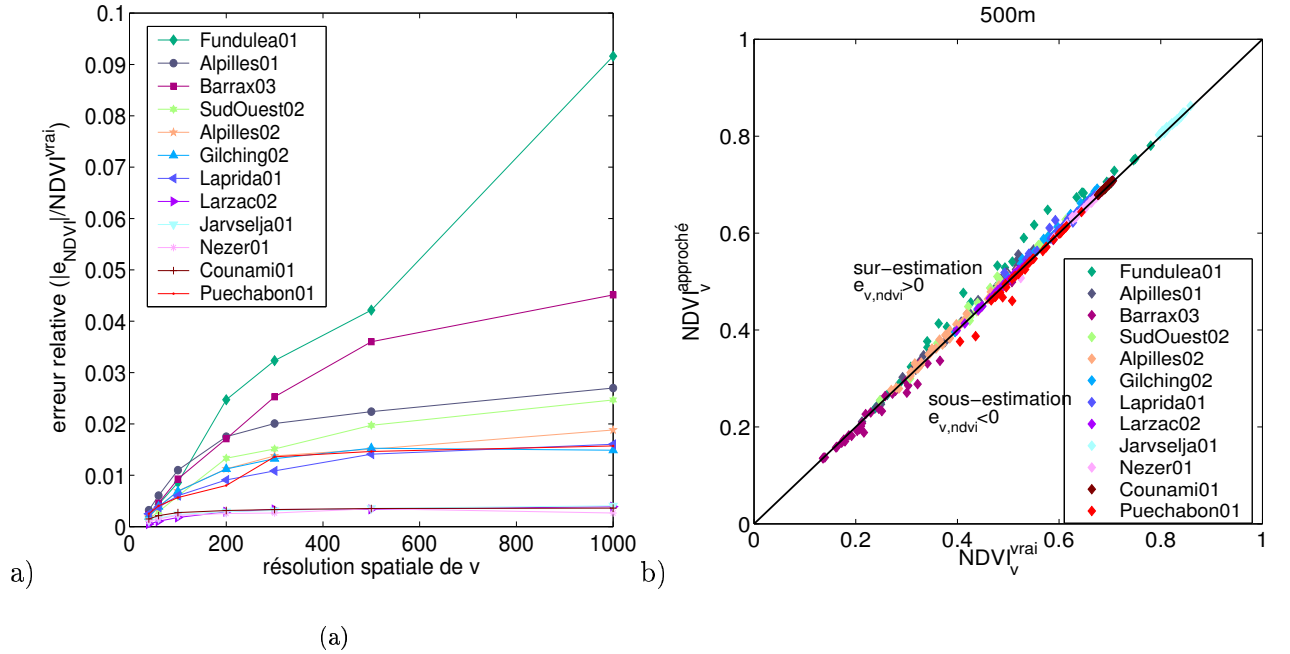 0.1
0.09
0.08
0.07
0.06
0.05
0.04
0.03
0.02
0.01
0
erreur relative (|e_NDVI|/NDVI^vrai)
Fundulea01
Alpilles01
Barrax03
SudOuest02
Alpilles02
Gilching02
Laprida01
Larzac02
Jarvselja01
Nezer01
Counami01
Puechabon01
0 200 400 600 800 1000
résolution spatiale de v
a)
500m
1
0.8
0.6
0.4
0.2
0
NDVI_v^approché
sur-estimation
e_v,ndvi>0
sous-estimation
e_v,ndvi<0
Fundulea01
Alpilles01
Barrax03
SudOuest02
Alpilles02
Gilching02
Laprida01
Larzac02
Jarvselja01
Nezer01
Counami01
Puechabon01
0 0.2 0.4 0.6 0.8 1
NDVI_v^vrai
b)
(a)